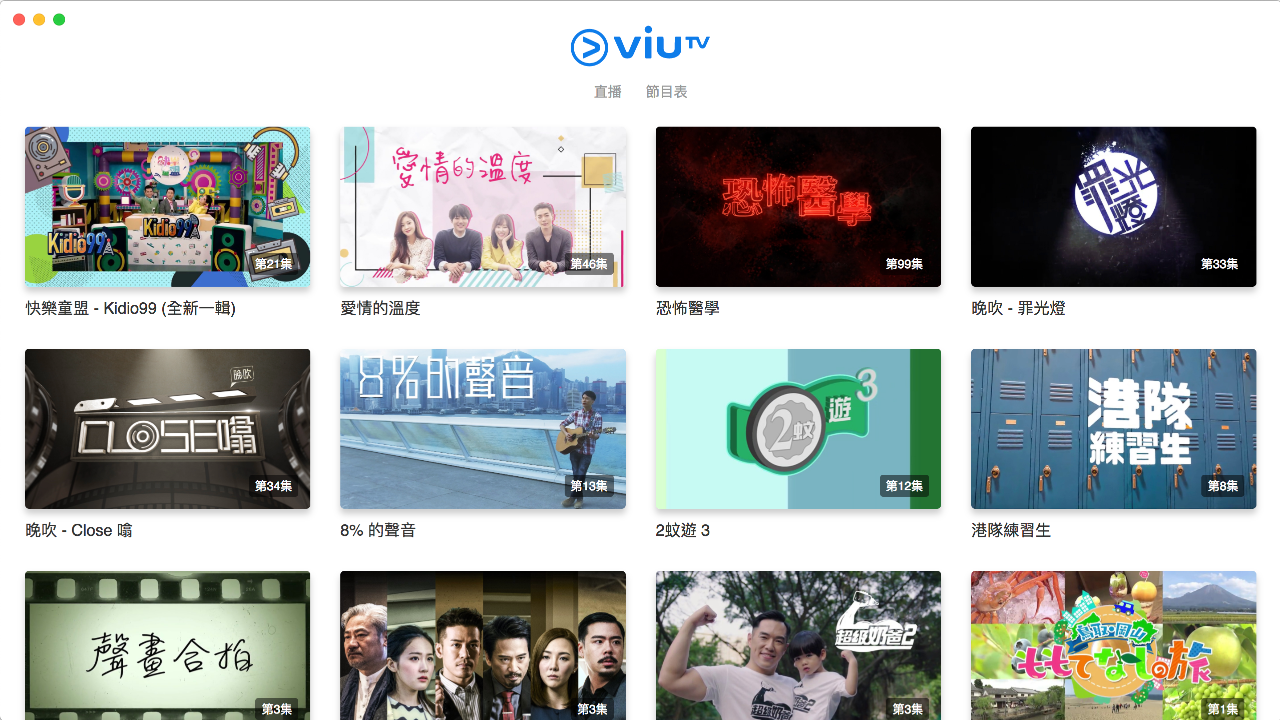 viuTV
直播 節目表
Kidio99
Kidio99
第21集
愛情的溫度
第46集
恐怖醫學
第99集
罪光燈
第33集
快樂童盟 - Kidio99 (全新一輯)
愛情的溫度
恐怖醫學
晚吹 - 罪光燈
晚吹
CLOSE噏
第34集
8%的聲音
第13集
2蚊遊3
第12集
港隊
練習生
第8集
晚吹 - Close 噏
8% 的聲音
2蚊遊 3
港隊練習生
聲畫合拍
第3集
第3集
超級奶爸2
第3集
鳥取・岡山
ももてなしの旅
第1集